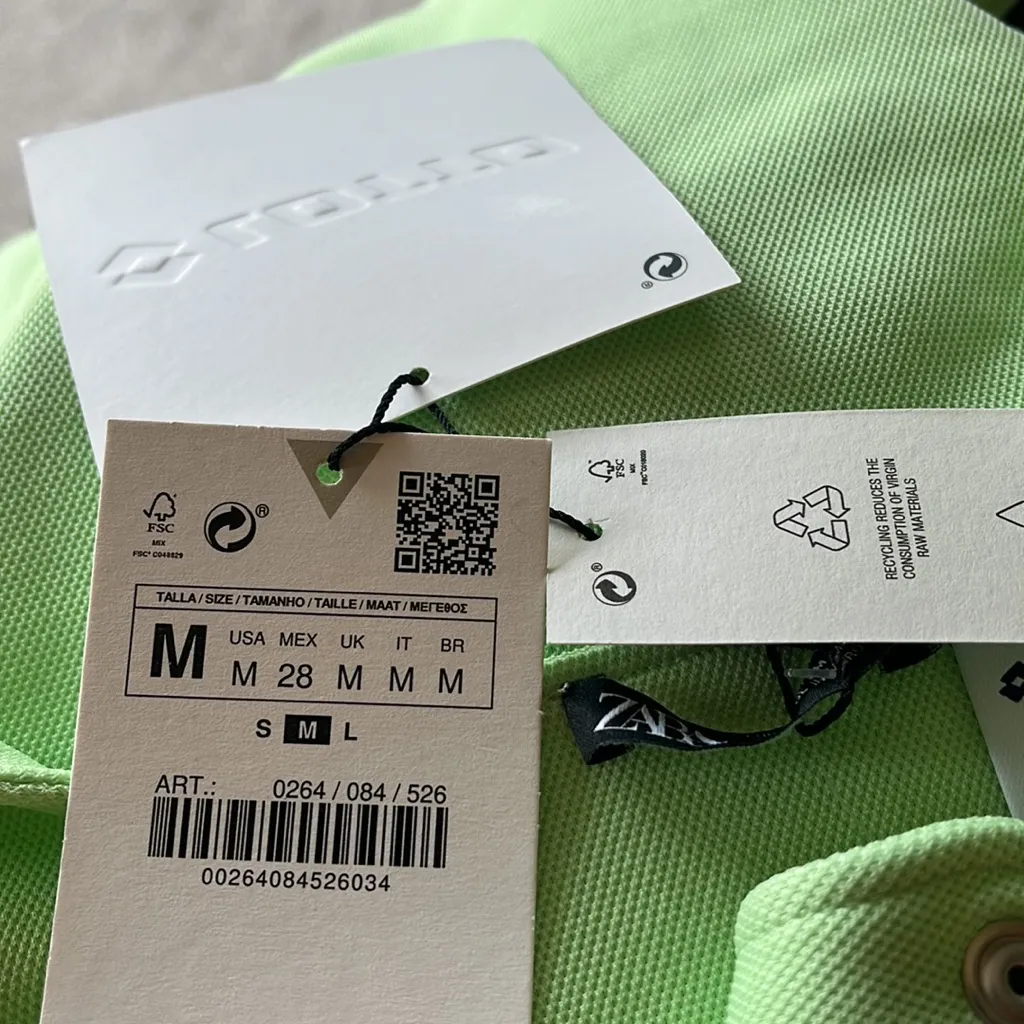 lotto
®
FSC
MIX
FSC® C048829
®
TALLA / SIZE / TAMANHO / TAILLE / MAAT / ΜΕΓΕΘΟΣ
M
USA MEX UK IT BR
M 28 M M M
S M L
ART.: 0264 / 084 / 526
00264084526034
FSC
MIX
®
RECYCLING REDUCES THE
CONSUMPTION OF VIRGIN
RAW MATERIALS
ZARA